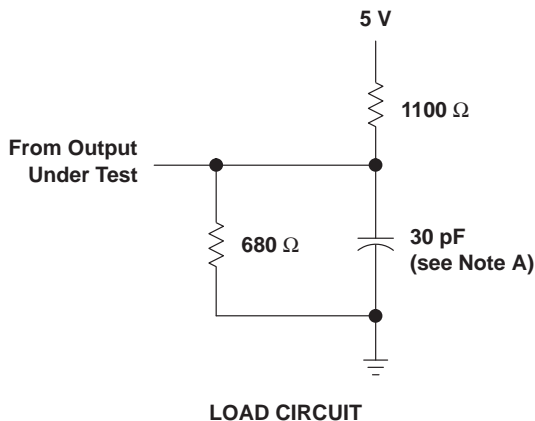 5 V
1100 Ω
From Output
Under Test
680 Ω
30 pF
(see Note A)
LOAD CIRCUIT